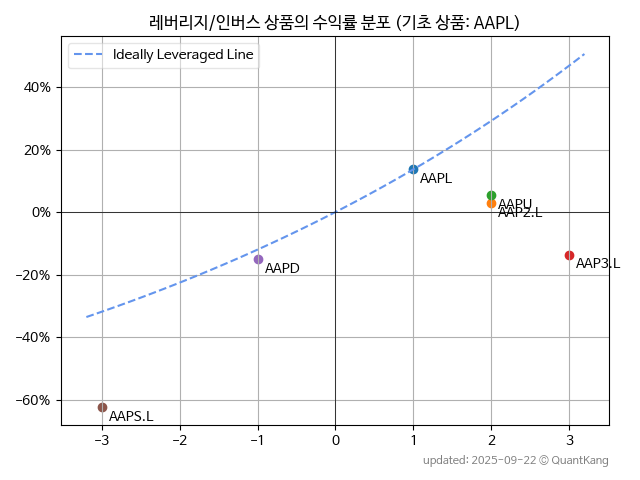 레버리지/인버스 상품의 수익률 분포 (기초 상품: AAPL)
Ideally Leveraged Line
40%
20%
0%
−20%
−40%
−60%
AAPL
AAPU
AAP2.L
AAP3.L
AAPD
AAPS.L
−3 −2 −1 0 1 2 3
updated: 2025-09-22 © QuantKang